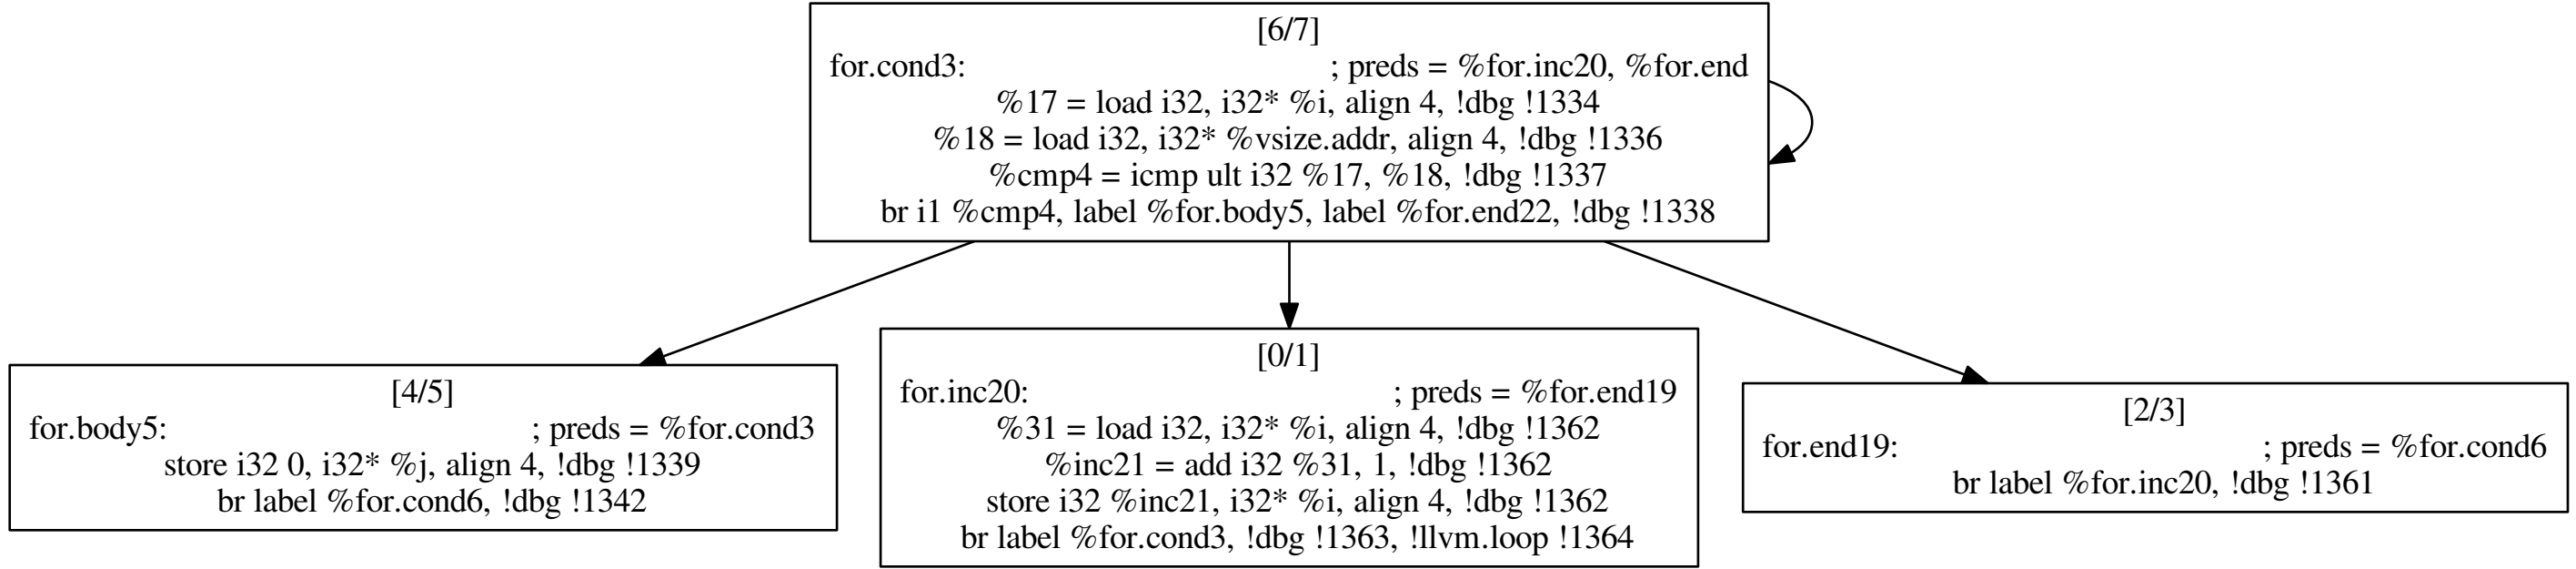 [6/7]
for.cond3: ; preds = %for.inc20, %for.end
%17 = load i32, i32* %i, align 4, !dbg !1334
%18 = load i32, i32* %vsize.addr, align 4, !dbg !1336
%cmp4 = icmp ult i32 %17, %18, !dbg !1337
br i1 %cmp4, label %for.body5, label %for.end22, !dbg !1338
[4/5]
for.body5: ; preds = %for.cond3
store i32 0, i32* %j, align 4, !dbg !1339
br label %for.cond6, !dbg !1342
[0/1]
for.inc20: ; preds = %for.end19
%31 = load i32, i32* %i, align 4, !dbg !1362
%inc21 = add i32 %31, 1, !dbg !1362
store i32 %inc21, i32* %i, align 4, !dbg !1362
br label %for.cond3, !dbg !1363, !llvm.loop !1364
[2/3]
for.end19: ; preds = %for.cond6
br label %for.inc20, !dbg !1361